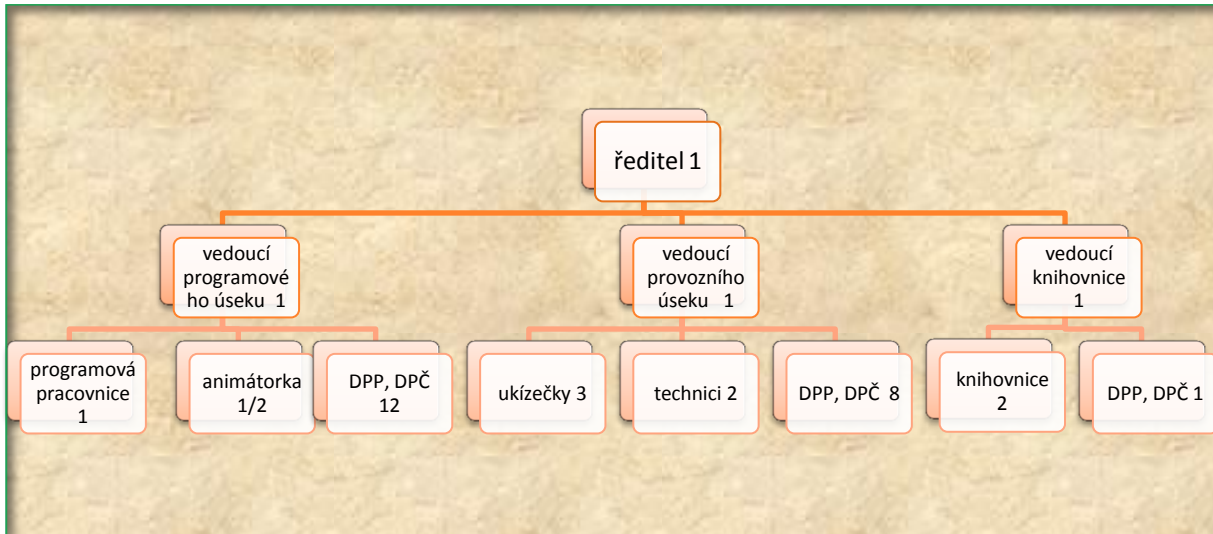 ředitel 1
vedoucí
programové
ho úseku 1
vedoucí
provozního
úseku 1
vedoucí
knihovnice
1
programová
pracovnice
1
animátorka
1/2
DPP, DPČ
12
ukízečky 3
technici 2
DPP, DPČ 8
knihovnice
2
DPP, DPČ 1